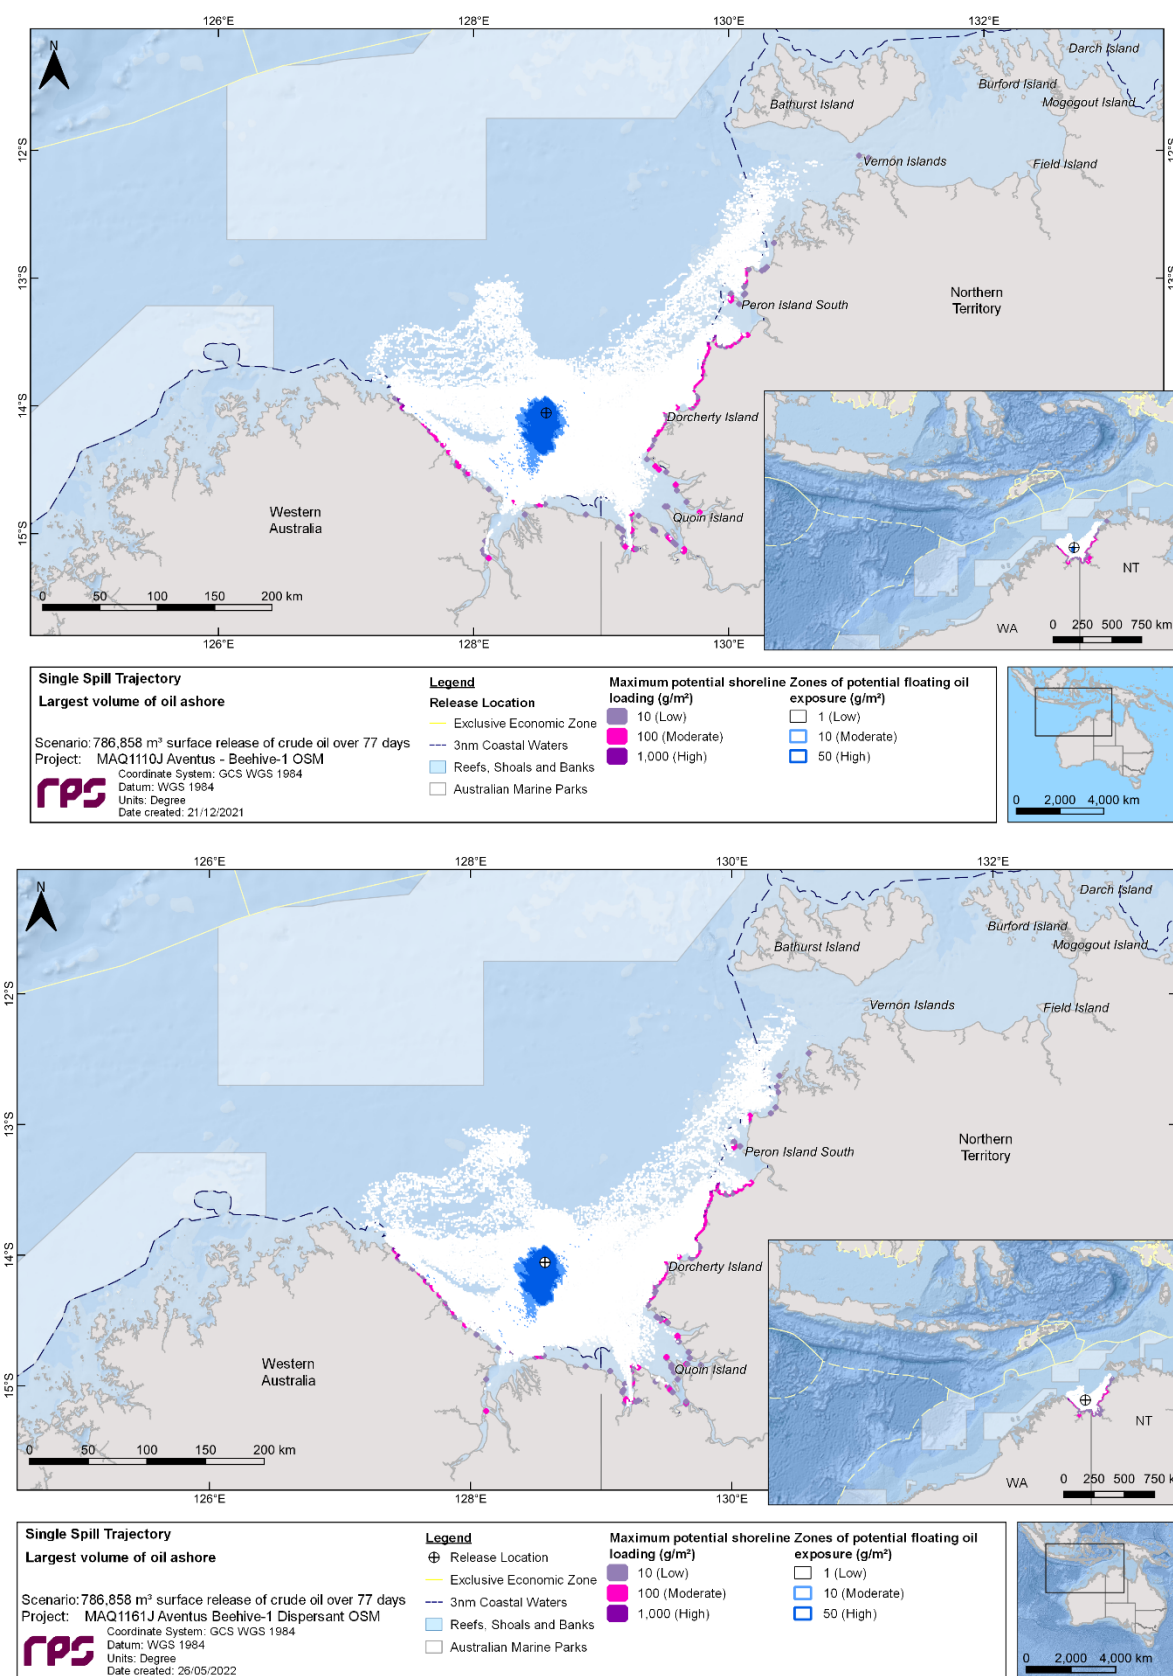 126°E 128°E 130°E 132°E
N
Darch Island
Burford Island
Bathurst Island
Mogogout Island
12°S 12°S
Vernon Islands
Field Island
13°S 13°S
Northern
Territory
Peron Island South
14°S
Dorcherty Island
Western
Australia
Quoin Island
15°S
NT
WA
0 50 100 150 200 km
0 250 500 750 km
126°E 128°E 130°E
Single Spill Trajectory
Largest volume of oil ashore
Scenario: 786,858 m³ surface release of crude oil over 77 days
Project: MAQ1110J Aventus - Beehive-1 OSM
rps
Coordinate System: GCS WGS 1984
Datum: WGS 1984
Units: Degree
Date created: 21/12/2021
Legend
Release Location
Exclusive Economic Zone
3nm Coastal Waters
Reefs, Shoals and Banks
Australian Marine Parks
Maximum potential shoreline
loading (g/m²)
10 (Low)
100 (Moderate)
1,000 (High)
Zones of potential floating oil
exposure (g/m²)
1 (Low)
10 (Moderate)
50 (High)
0 2,000 4,000 km
126°E 128°E 130°E 132°E
N
Darch Island
Burford Island
Bathurst Island
Mogogout Island
12°S
Vernon Islands
Field Island
13°S
Northern
Territory
Peron Island South
14°S
Dorcherty Island
Western
Australia
Quoin Island
15°S
NT
WA
0 50 100 150 200 km
0 250 500 750 km
126°E 128°E 130°E
Single Spill Trajectory
Largest volume of oil ashore
Scenario: 786,858 m³ surface release of crude oil over 77 days
Project: MAQ1161J Aventus Beehive-1 Dispersant OSM
rps
Coordinate System: GCS WGS 1984
Datum: WGS 1984
Units: Degree
Date created: 26/05/2022
Legend
Release Location
Exclusive Economic Zone
3nm Coastal Waters
Reefs, Shoals and Banks
Australian Marine Parks
Maximum potential shoreline
loading (g/m²)
10 (Low)
100 (Moderate)
1,000 (High)
Zones of potential floating oil
exposure (g/m²)
1 (Low)
10 (Moderate)
50 (High)
0 2,000 4,000 km